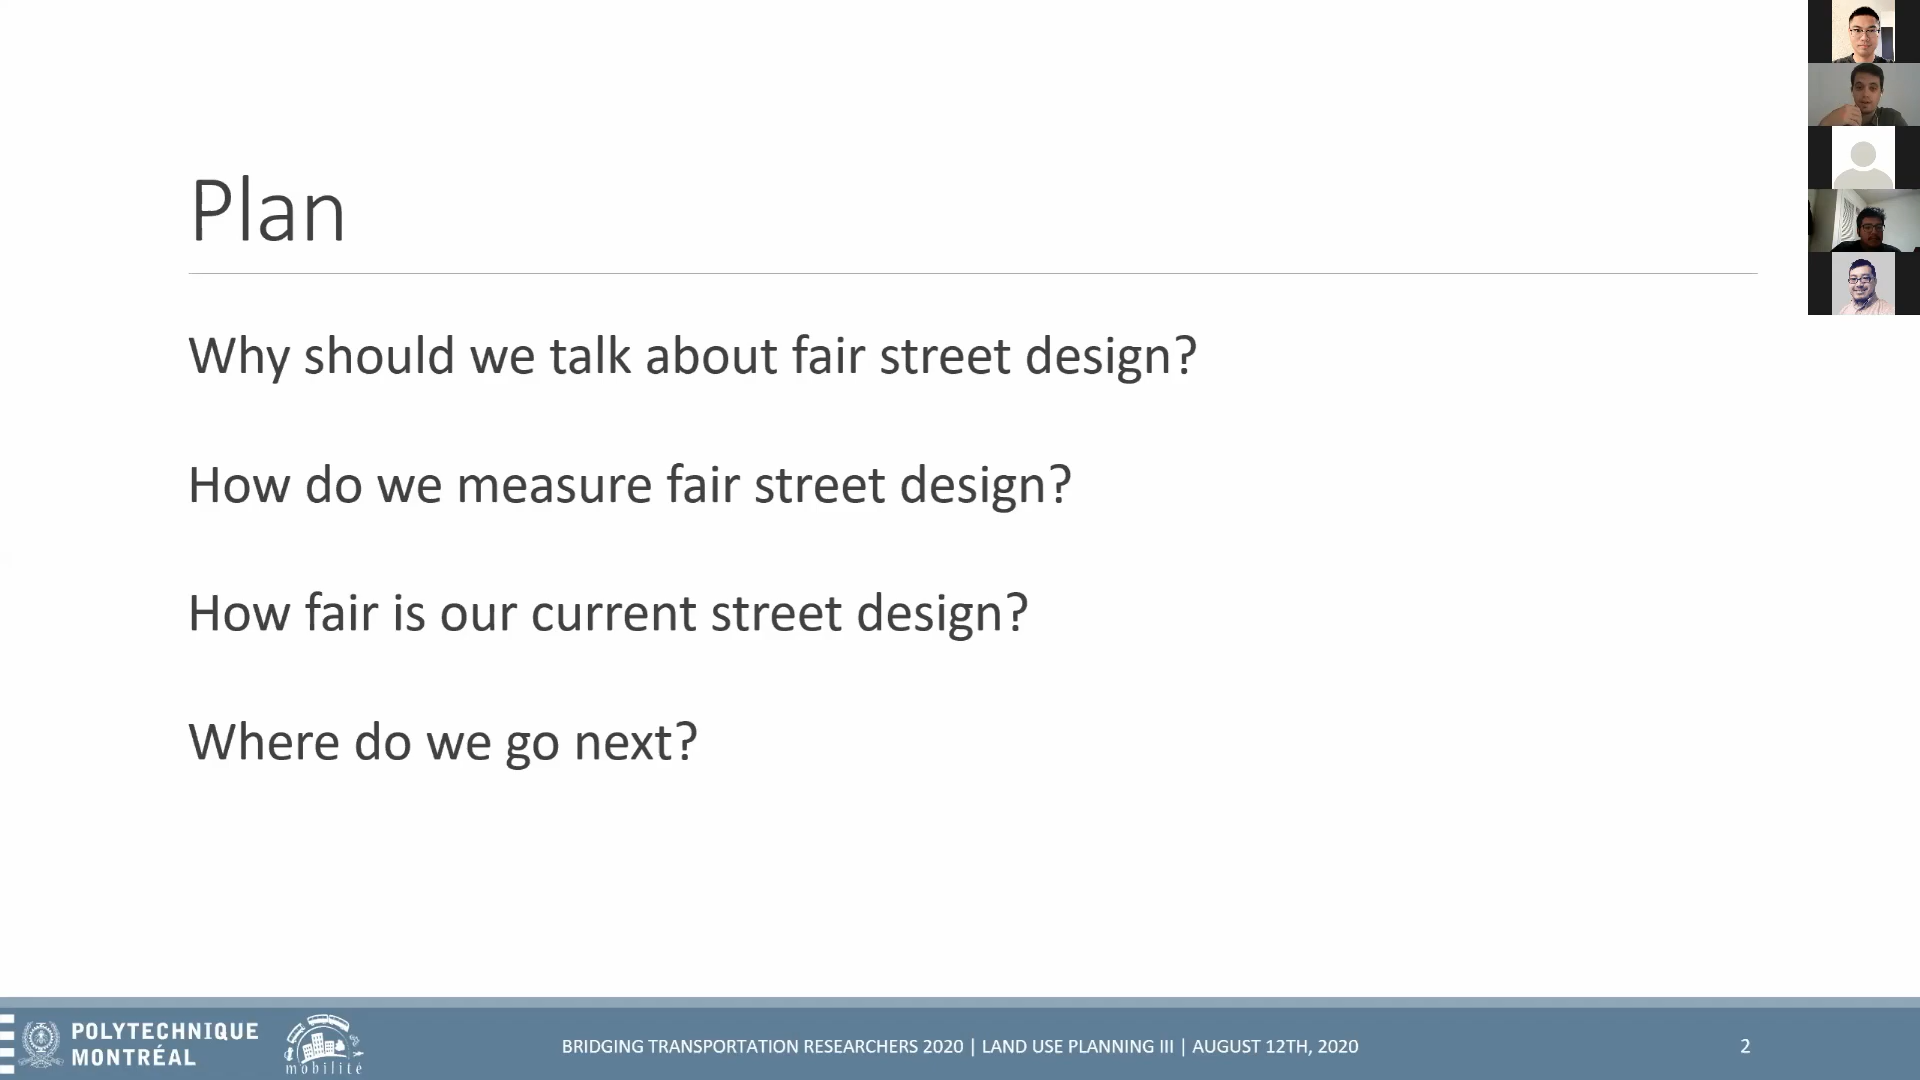 Plan
Why should we talk about fair street design?
How do we measure fair street design?
How fair is our current street design?
Where do we go next?
POLYTECHNIQUE
MONTRÉAL
mobilité
BRIDGING TRANSPORTATION RESEARCHERS 2020 | LAND USE PLANNING III | AUGUST 12TH, 2020
2